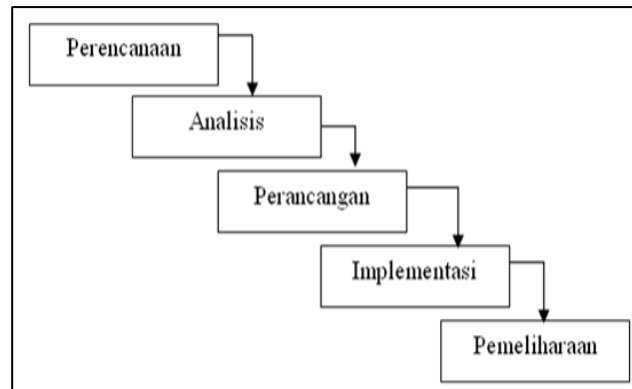 Perencanaan
Analisis
Perancangan
Implementasi
Pemeliharaan